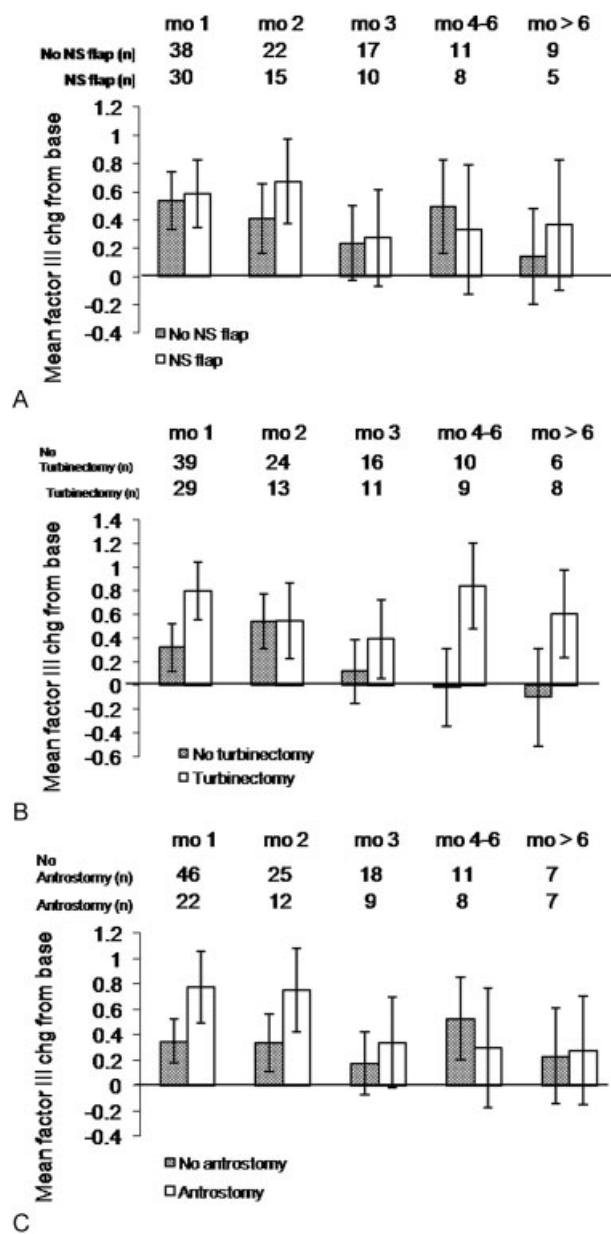 mo 1 mo 2 mo 3 mo 4-6 mo > 6
No NS flap (n) 38 22 17 11 9
NS flap (n) 30 15 10 8 5
Mean factor III chg from base
1.2
1
0.8
0.6
0.4
0.2
0
-0.2
-0.4
No NS flap
NS flap
A
mo 1 mo 2 mo 3 mo 4-6 mo > 6
No
Turbinectomy (n) 39 24 16 10 6
Turbinectomy (n) 29 13 11 9 8
Mean factor III chg from base
1.4
1.2
1
0.8
0.6
0.4
0.2
0
-0.2
-0.4
-0.6
No turbinectomy
Turbinectomy
B
mo 1 mo 2 mo 3 mo 4-6 mo > 6
No
Antrostomy (n) 46 25 18 11 7
Antrostomy (n) 22 12 9 8 7
Mean factor III chg from base
1.2
1
0.8
0.6
0.4
0.2
0
-0.2
-0.4
No antrostomy
Antrostomy
C